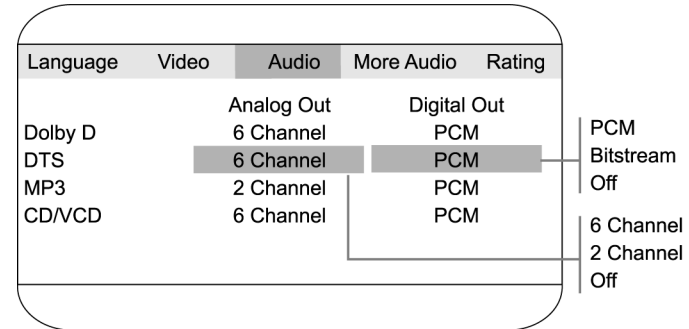 Language Video Audio More Audio Rating
Analog Out Digital Out
Dolby D 6 Channel PCM
DTS 6 Channel PCM
MP3 2 Channel PCM
CD/VCD 6 Channel PCM
PCM
Bitstream
Off
6 Channel
2 Channel
Off